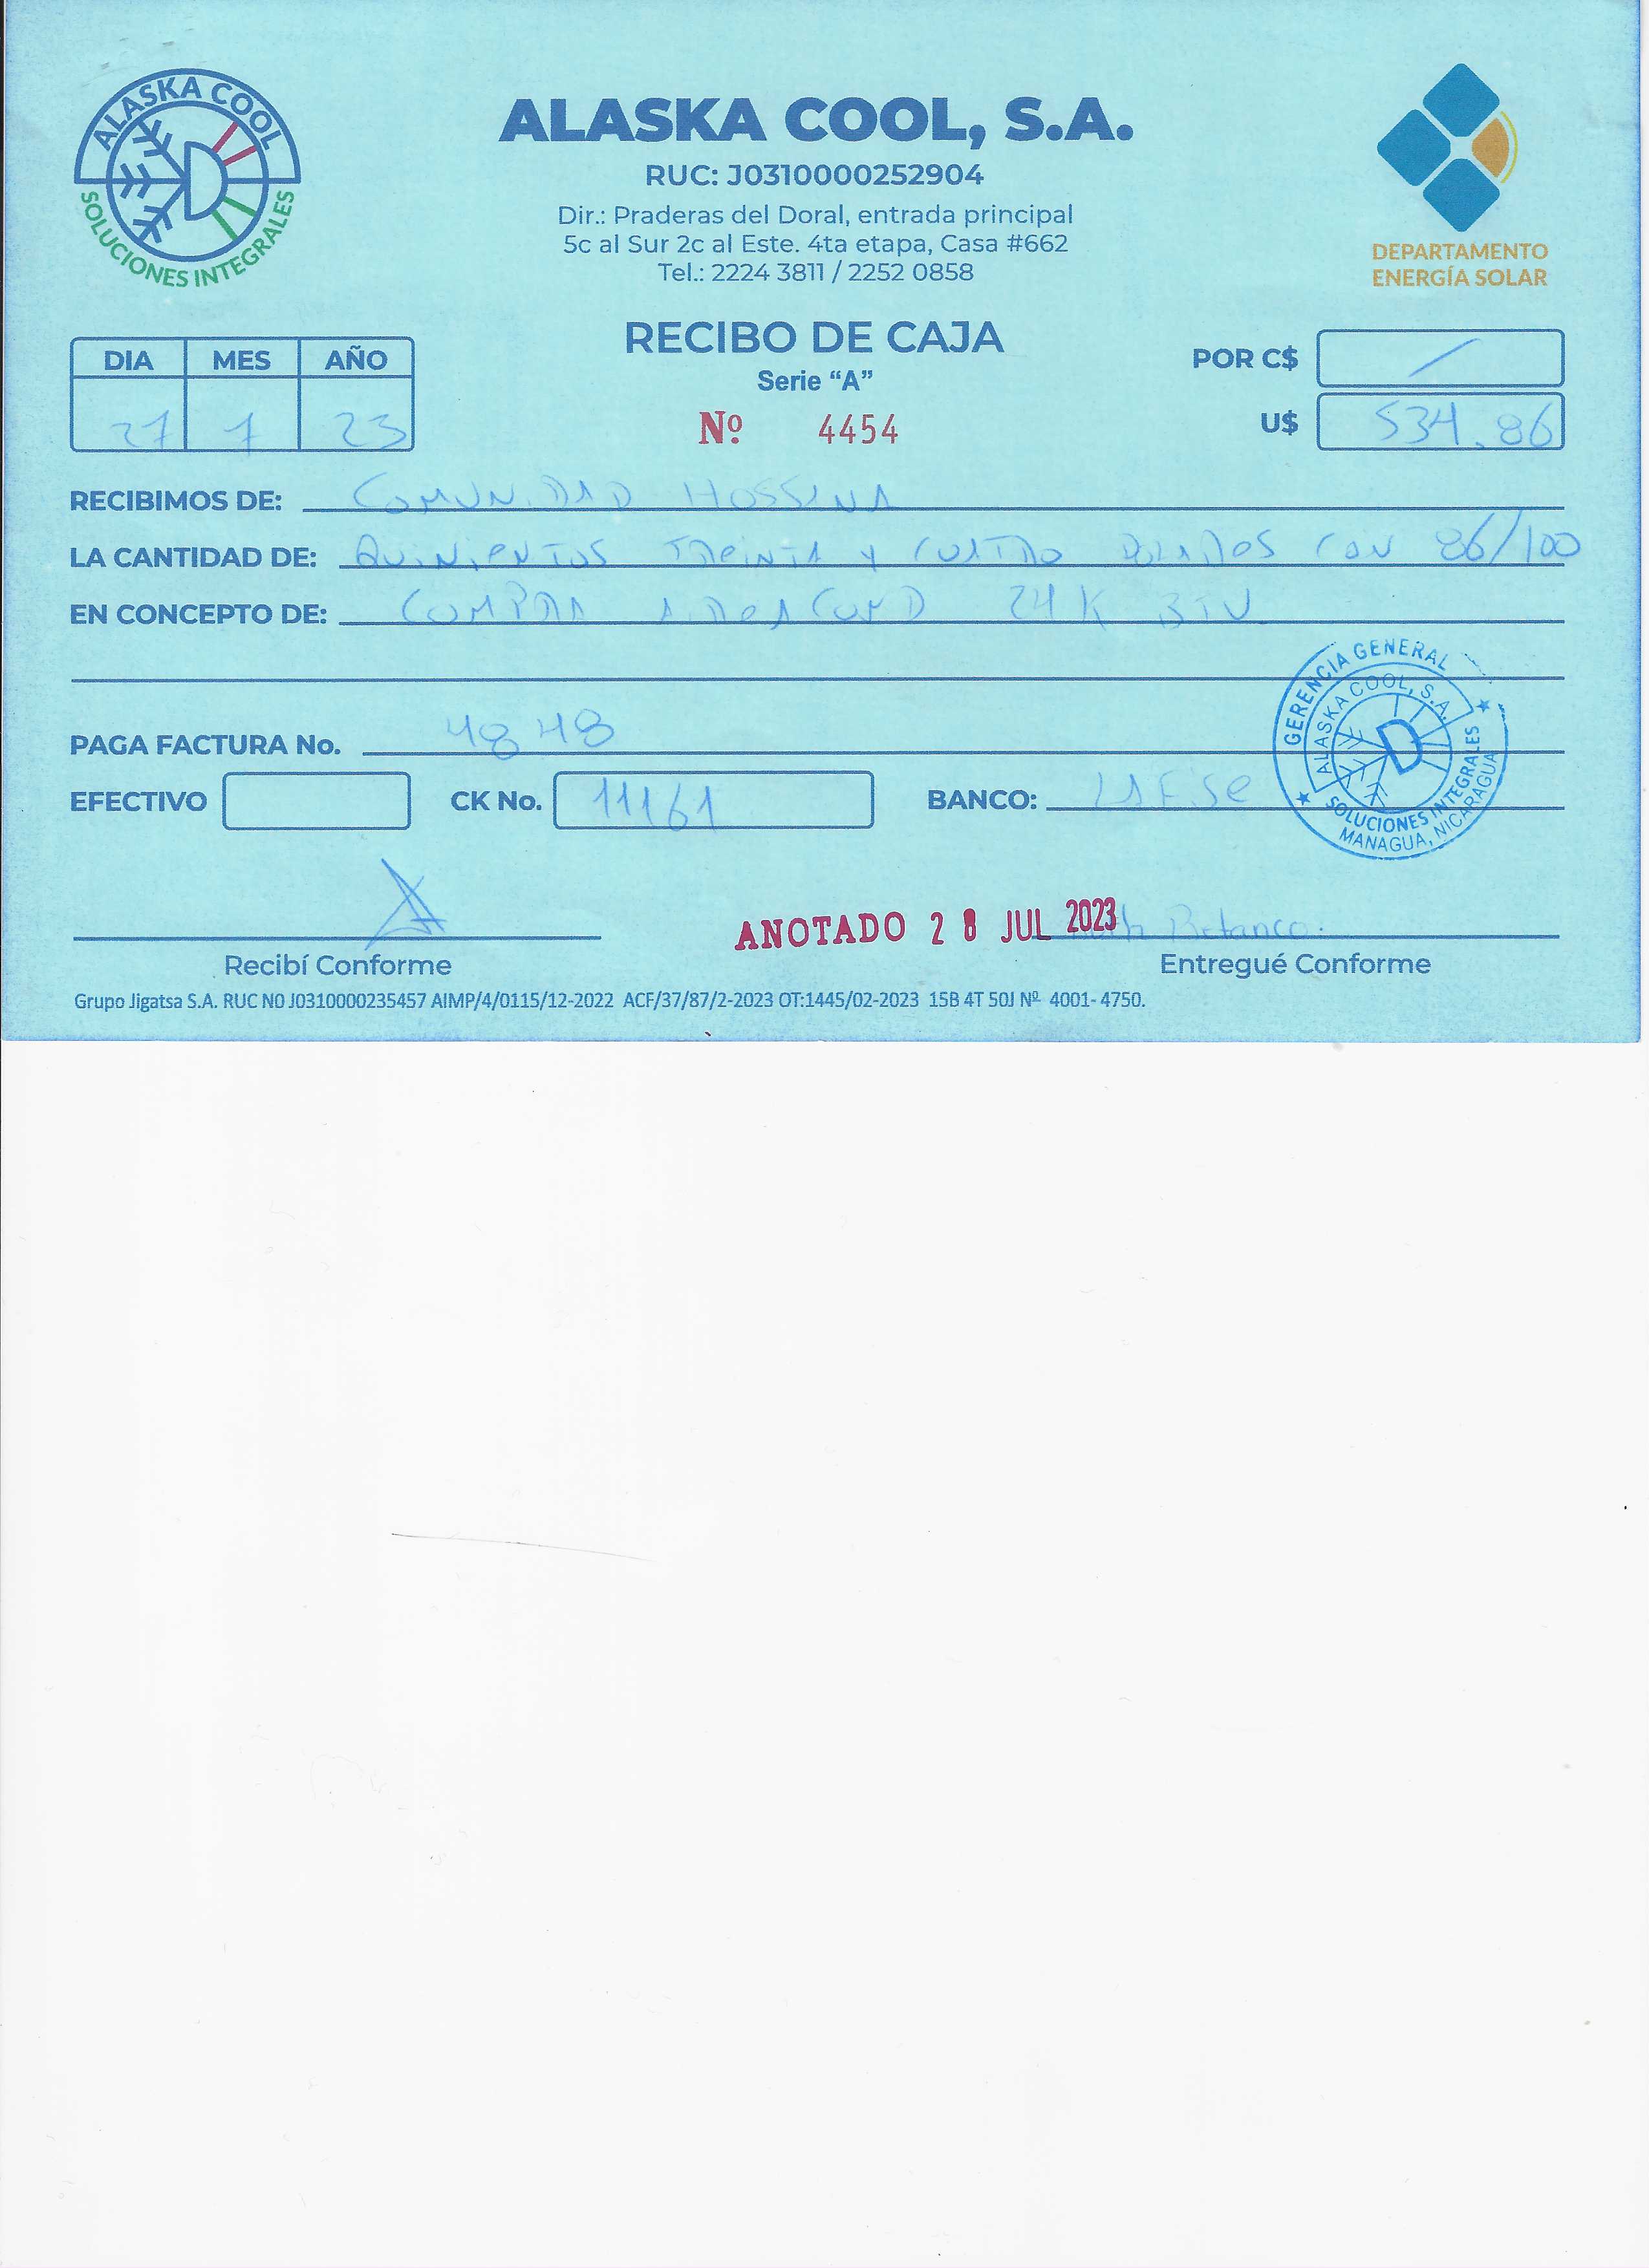 ALASKA COOL
SOLUCIONES INTEGRALES
ALASKA COOL, S.A.
RUC: J0310000252904
Dir.: Praderas del Doral, entrada principal
5c al Sur 2c al Este. 4ta etapa, Casa #662
Tel.: 2224 3811 / 2252 0858
DEPARTAMENTO
ENERGÍA SOLAR
RECIBO DE CAJA
Serie “A”
Nº. 4454
DIA MES AÑO
27 7 23
POR C$ /
U$ 534.86
RECIBIMOS DE: COMUNIDAD HOSSANA
LA CANTIDAD DE: QUINIENTOS TREINTA Y CUATRO DOLARES CON 86/100
EN CONCEPTO DE: COMPRA AIREACOND 24K BTU
PAGA FACTURA No. 4848
EFECTIVO CK No. 11161 BANCO: LAFISE
GERENCIA GENERAL
ALASKA COOL, S.A.
SOLUCIONES INTEGRALES
MANAGUA, NICARAGUA
ANOTADO 28 JUL 2023
Betanco.
Recibí Conforme Entregué Conforme
Grupo Jigatsa S.A. RUC N0 J0310000235457 AIMP/4/0115/12-2022 ACF/37/87/2-2023 OT:1445/02-2023 15B 4T 50J Nº 4001-4750.